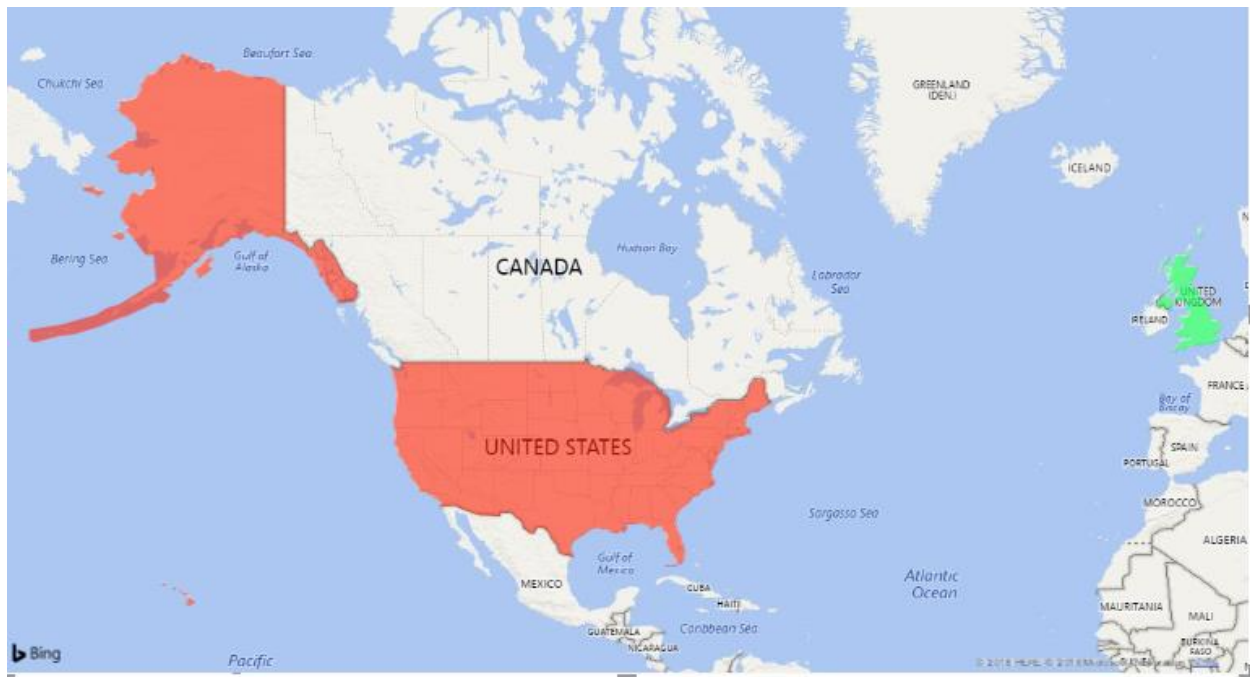 Beaufort Sea
Chukchi Sea
GREENLAND
(DEN.)
ICELAND
Bering Sea
Gulf of
Alaska
Hudson Bay
CANADA
Labrador
Sea
UNITED
KINGDOM
IRELAND
FRANCE
Bay of
Biscay
UNITED STATES
SPAIN
PORTUGAL
MOROCCO
Sargasso Sea
ALGERIA
Gulf of
Mexico
MEXICO
CUBA
HAITI
Atlantic
Ocean
MAURITANIA
MALI
GUATEMALA
Caribbean Sea
NICARAGUA
BURKINA
FASO
Bing
Pacific